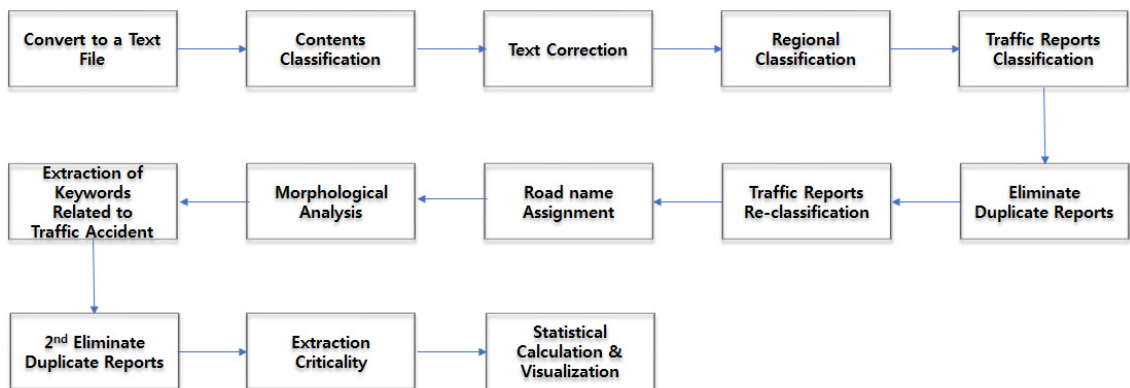 Convert to a Text
File
Contents
Classification
Text Correction
Regional
Classification
Traffic Reports
Classification
Eliminate
Duplicate Reports
Traffic Reports
Re-classification
Road name
Assignment
Morphological
Analysis
Extraction of
Keywords
Related to
Traffic Accident
2nd Eliminate
Duplicate Reports
Extraction
Criticality
Statistical
Calculation &
Visualization